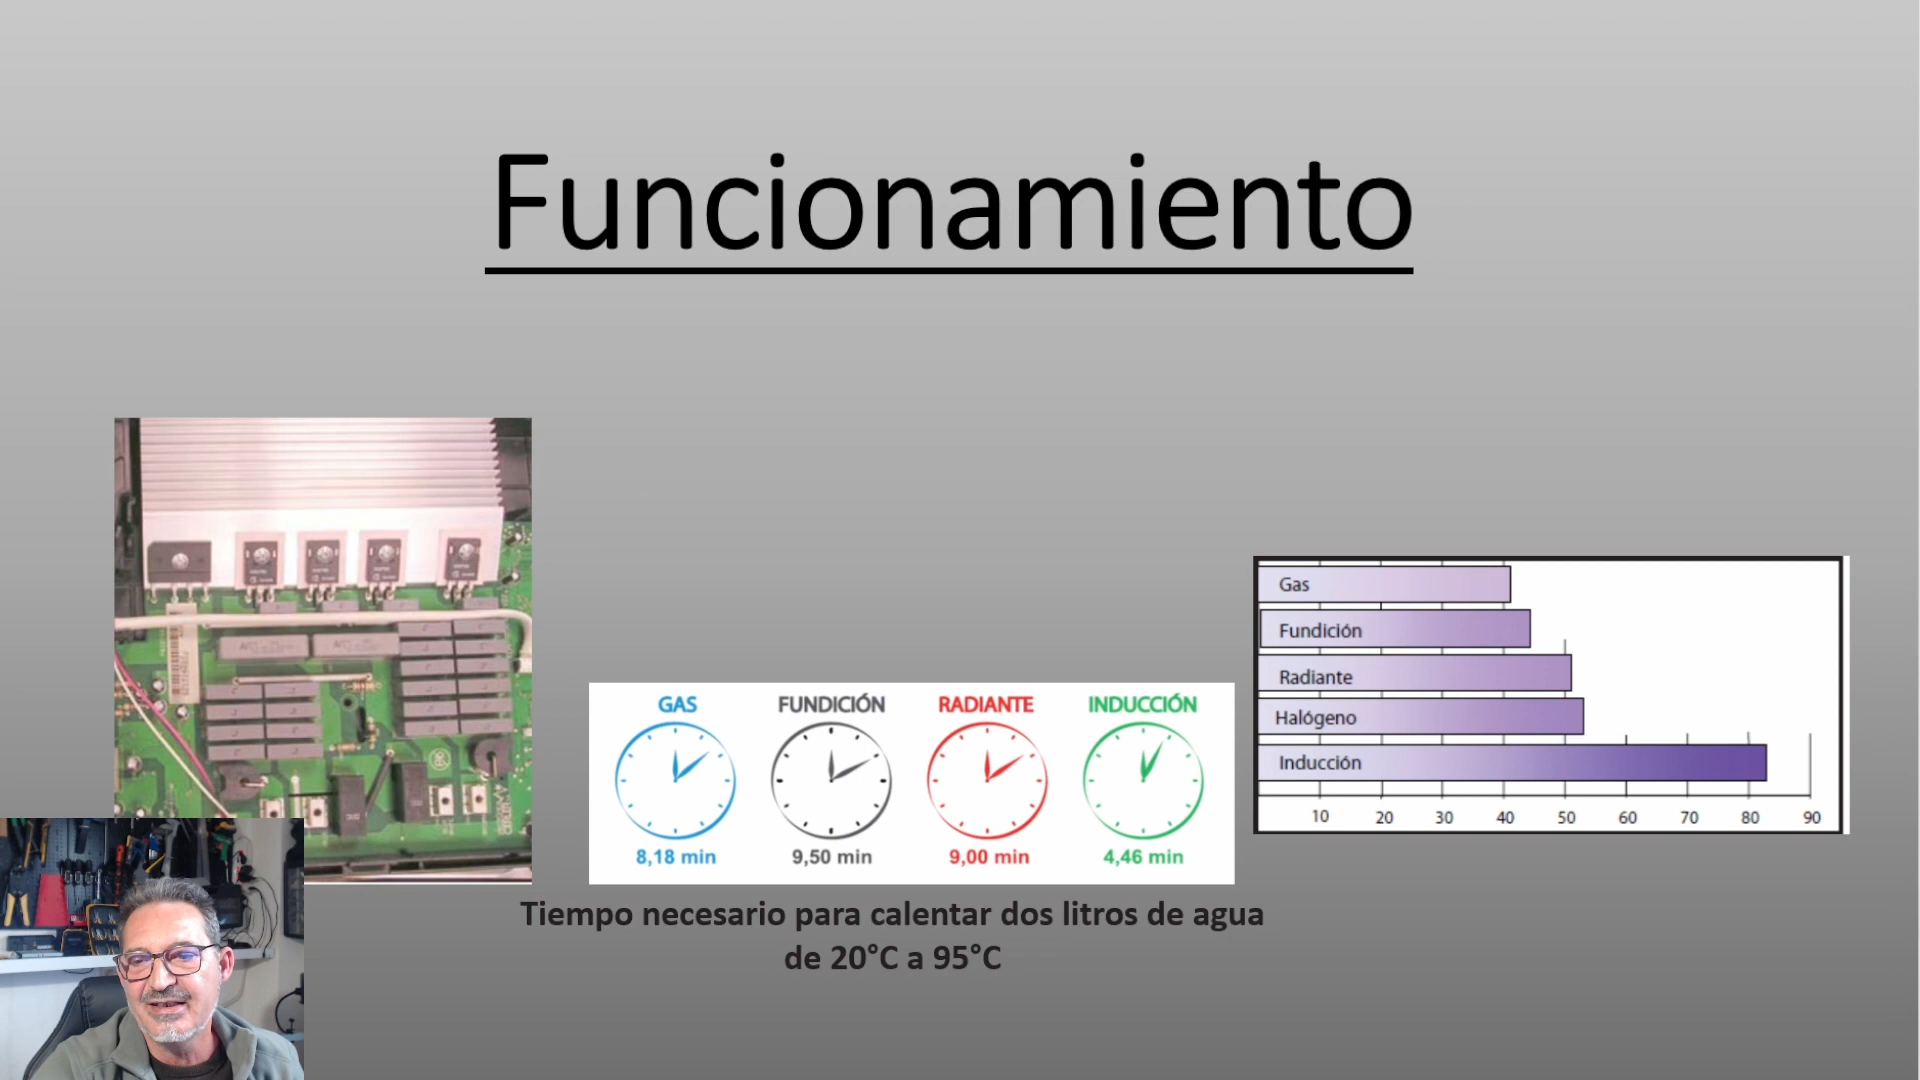 Funcionamiento
GAS FUNDICIÓN RADIANTE INDUCCIÓN
8,18 min 9,50 min 9,00 min 4,46 min
Tiempo necesario para calentar dos litros de agua
de 20°C a 95°C
Gas
Fundición
Radiante
Halógeno
Inducción
10 20 30 40 50 60 70 80 90